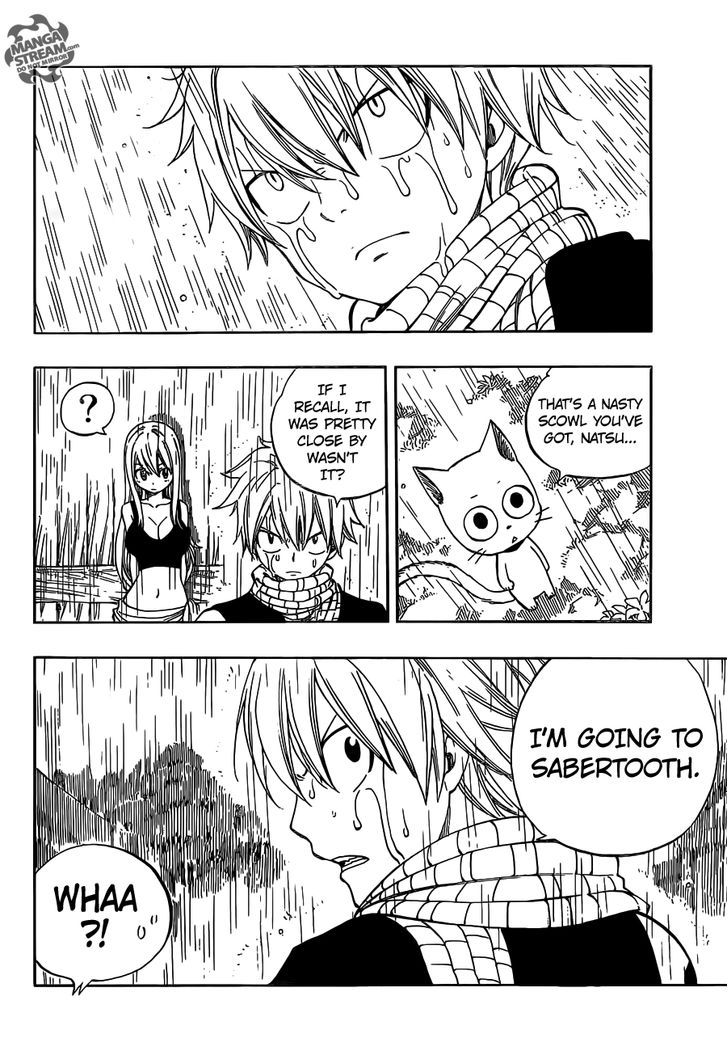 MANGA
STREAM.com
DO NOT MIRROR
THAT'S A NASTY
SCOWL YOU'VE
GOT, NATSU...
IF I
RECALL, IT
WAS PRETTY
CLOSE BY
WASN'T
IT?
?
I'M GOING TO
SABERTOOTH.
WHAA
?!